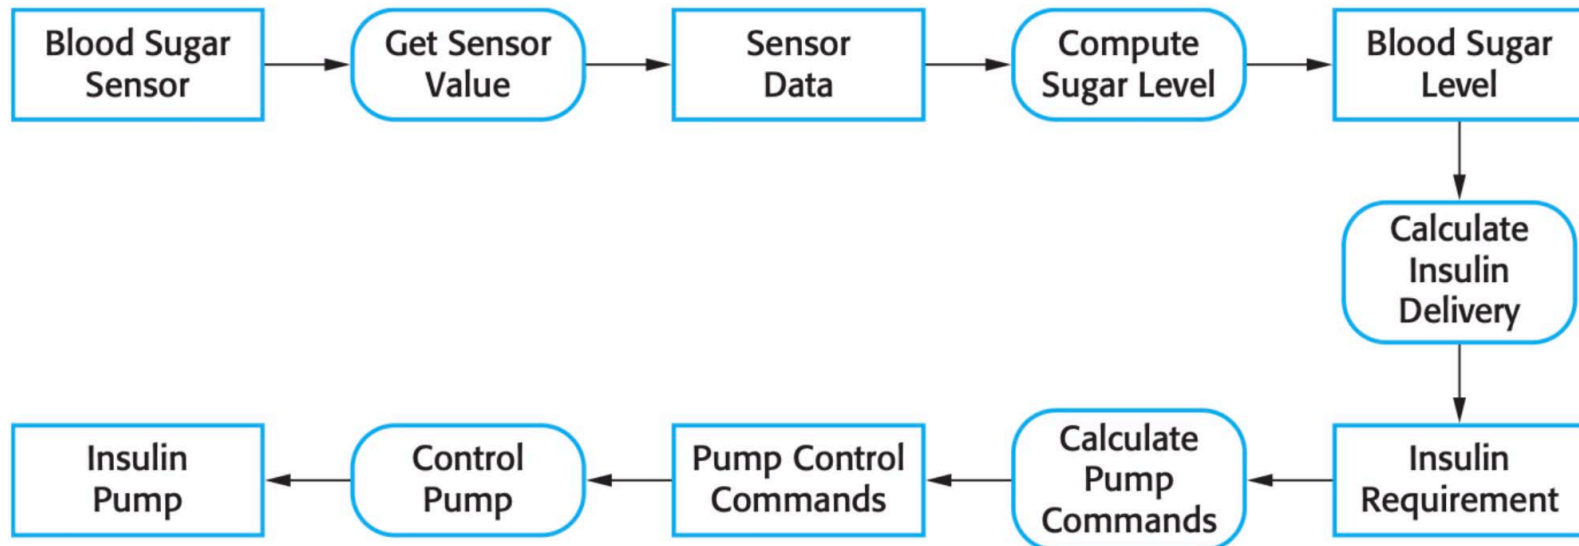 Blood Sugar
Sensor
Get Sensor
Value
Sensor
Data
Compute
Sugar Level
Blood Sugar
Level
Calculate
Insulin
Delivery
Insulin
Requirement
Calculate
Pump
Commands
Pump Control
Commands
Control
Pump
Insulin
Pump